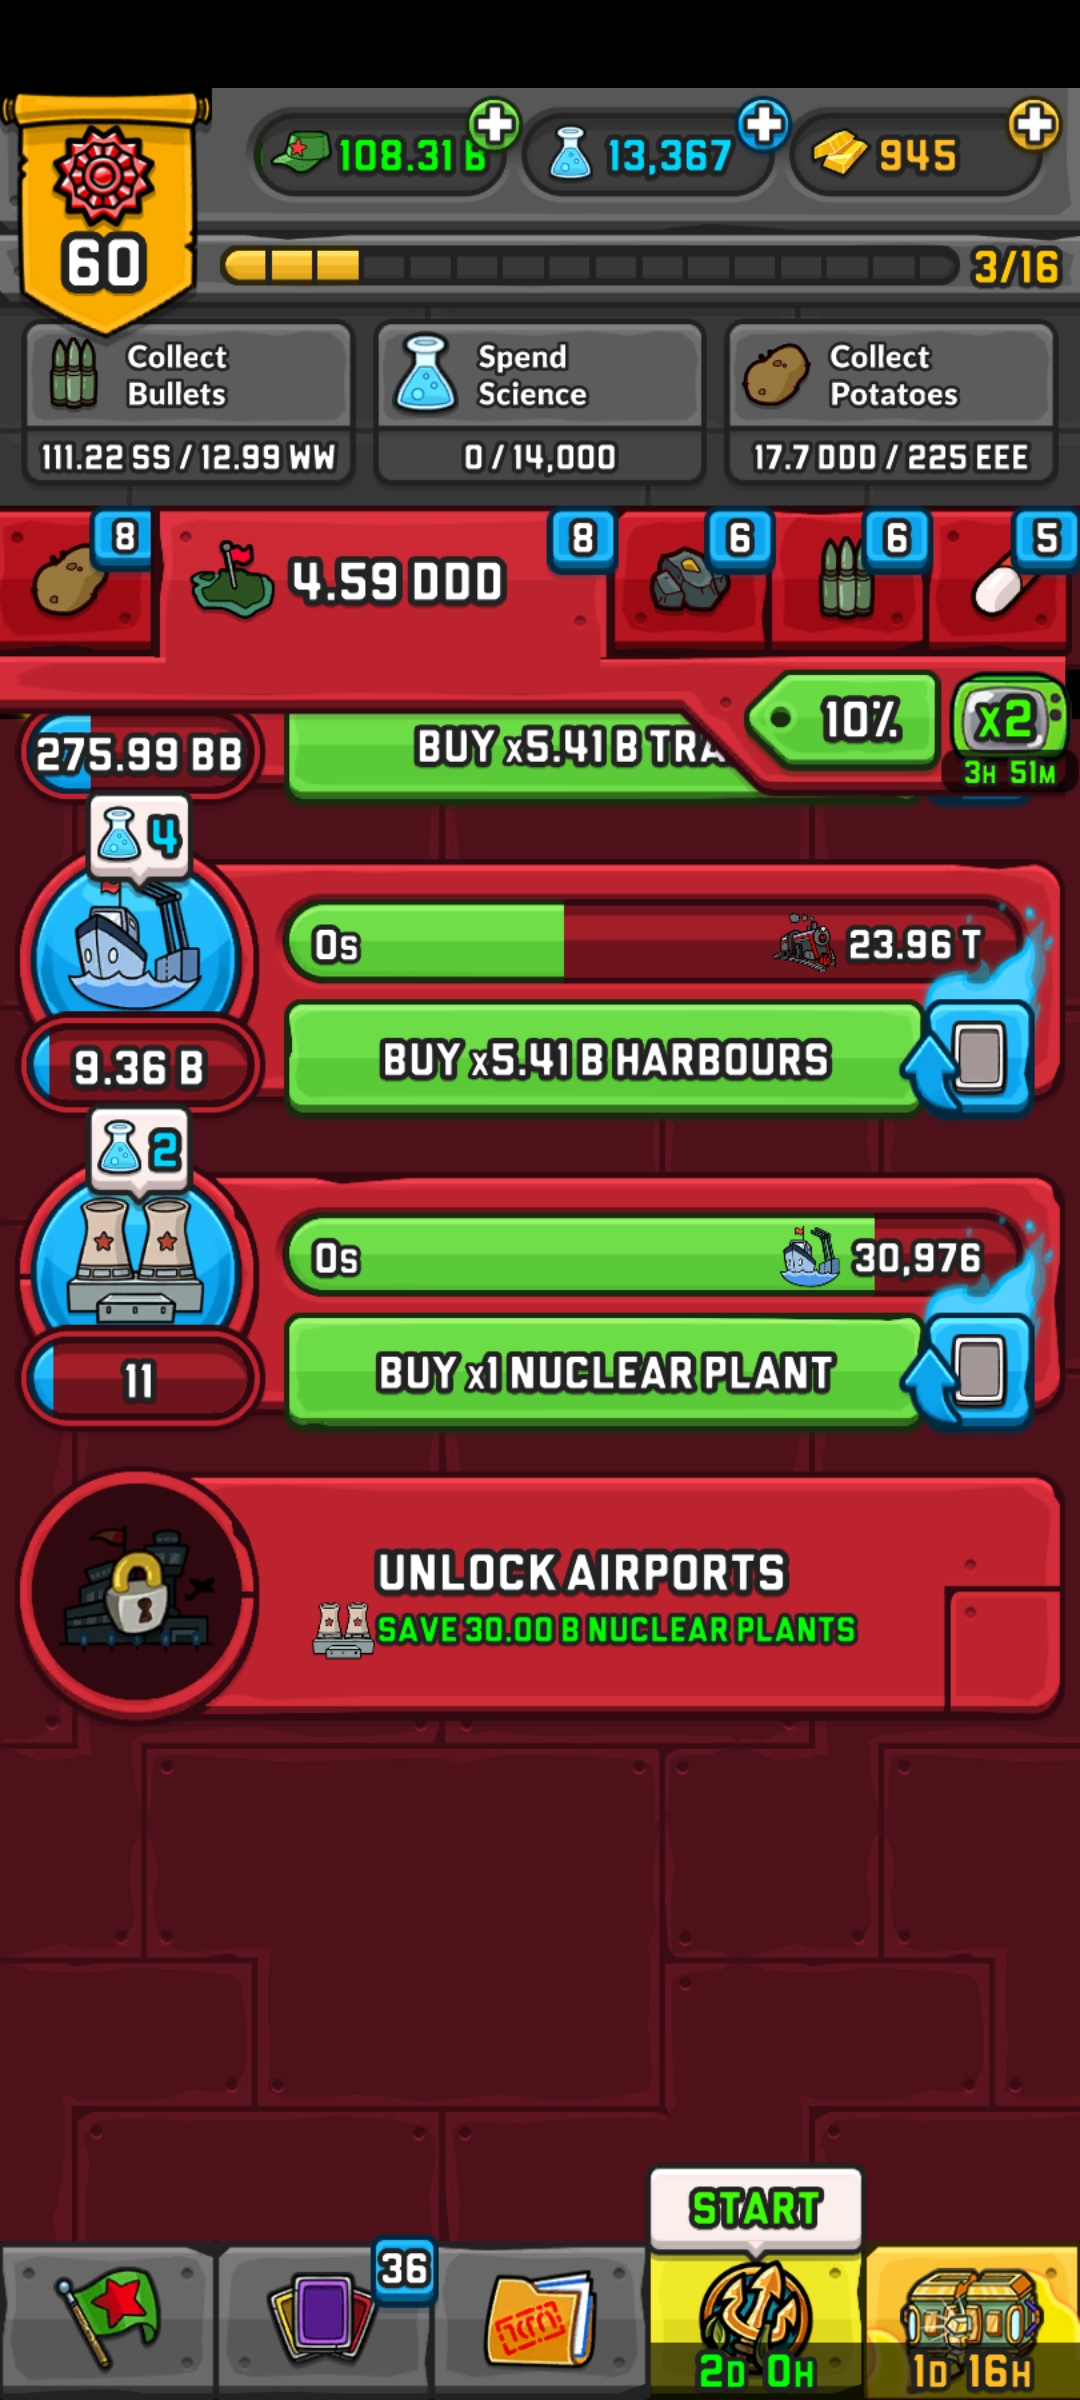 108.31 B
13,367
945
60
3/16
Collect
Bullets
111.22 SS / 12.99 WW
Spend
Science
0 / 14,000
Collect
Potatoes
17.7 DDD / 225 EEE
8
4.59 DDD
8
6
6
5
10%
x2
3H 51M
275.99 BB
BUY x5.41 B TRA
4
0s
23.96 T
9.36 B
BUY x5.41 B HARBOURS
2
0s
30,976
11
BUY x1 NUCLEAR PLANT
UNLOCK AIRPORTS
SAVE 30.00 B NUCLEAR PLANTS
START
36
2D 0H
1D 16H